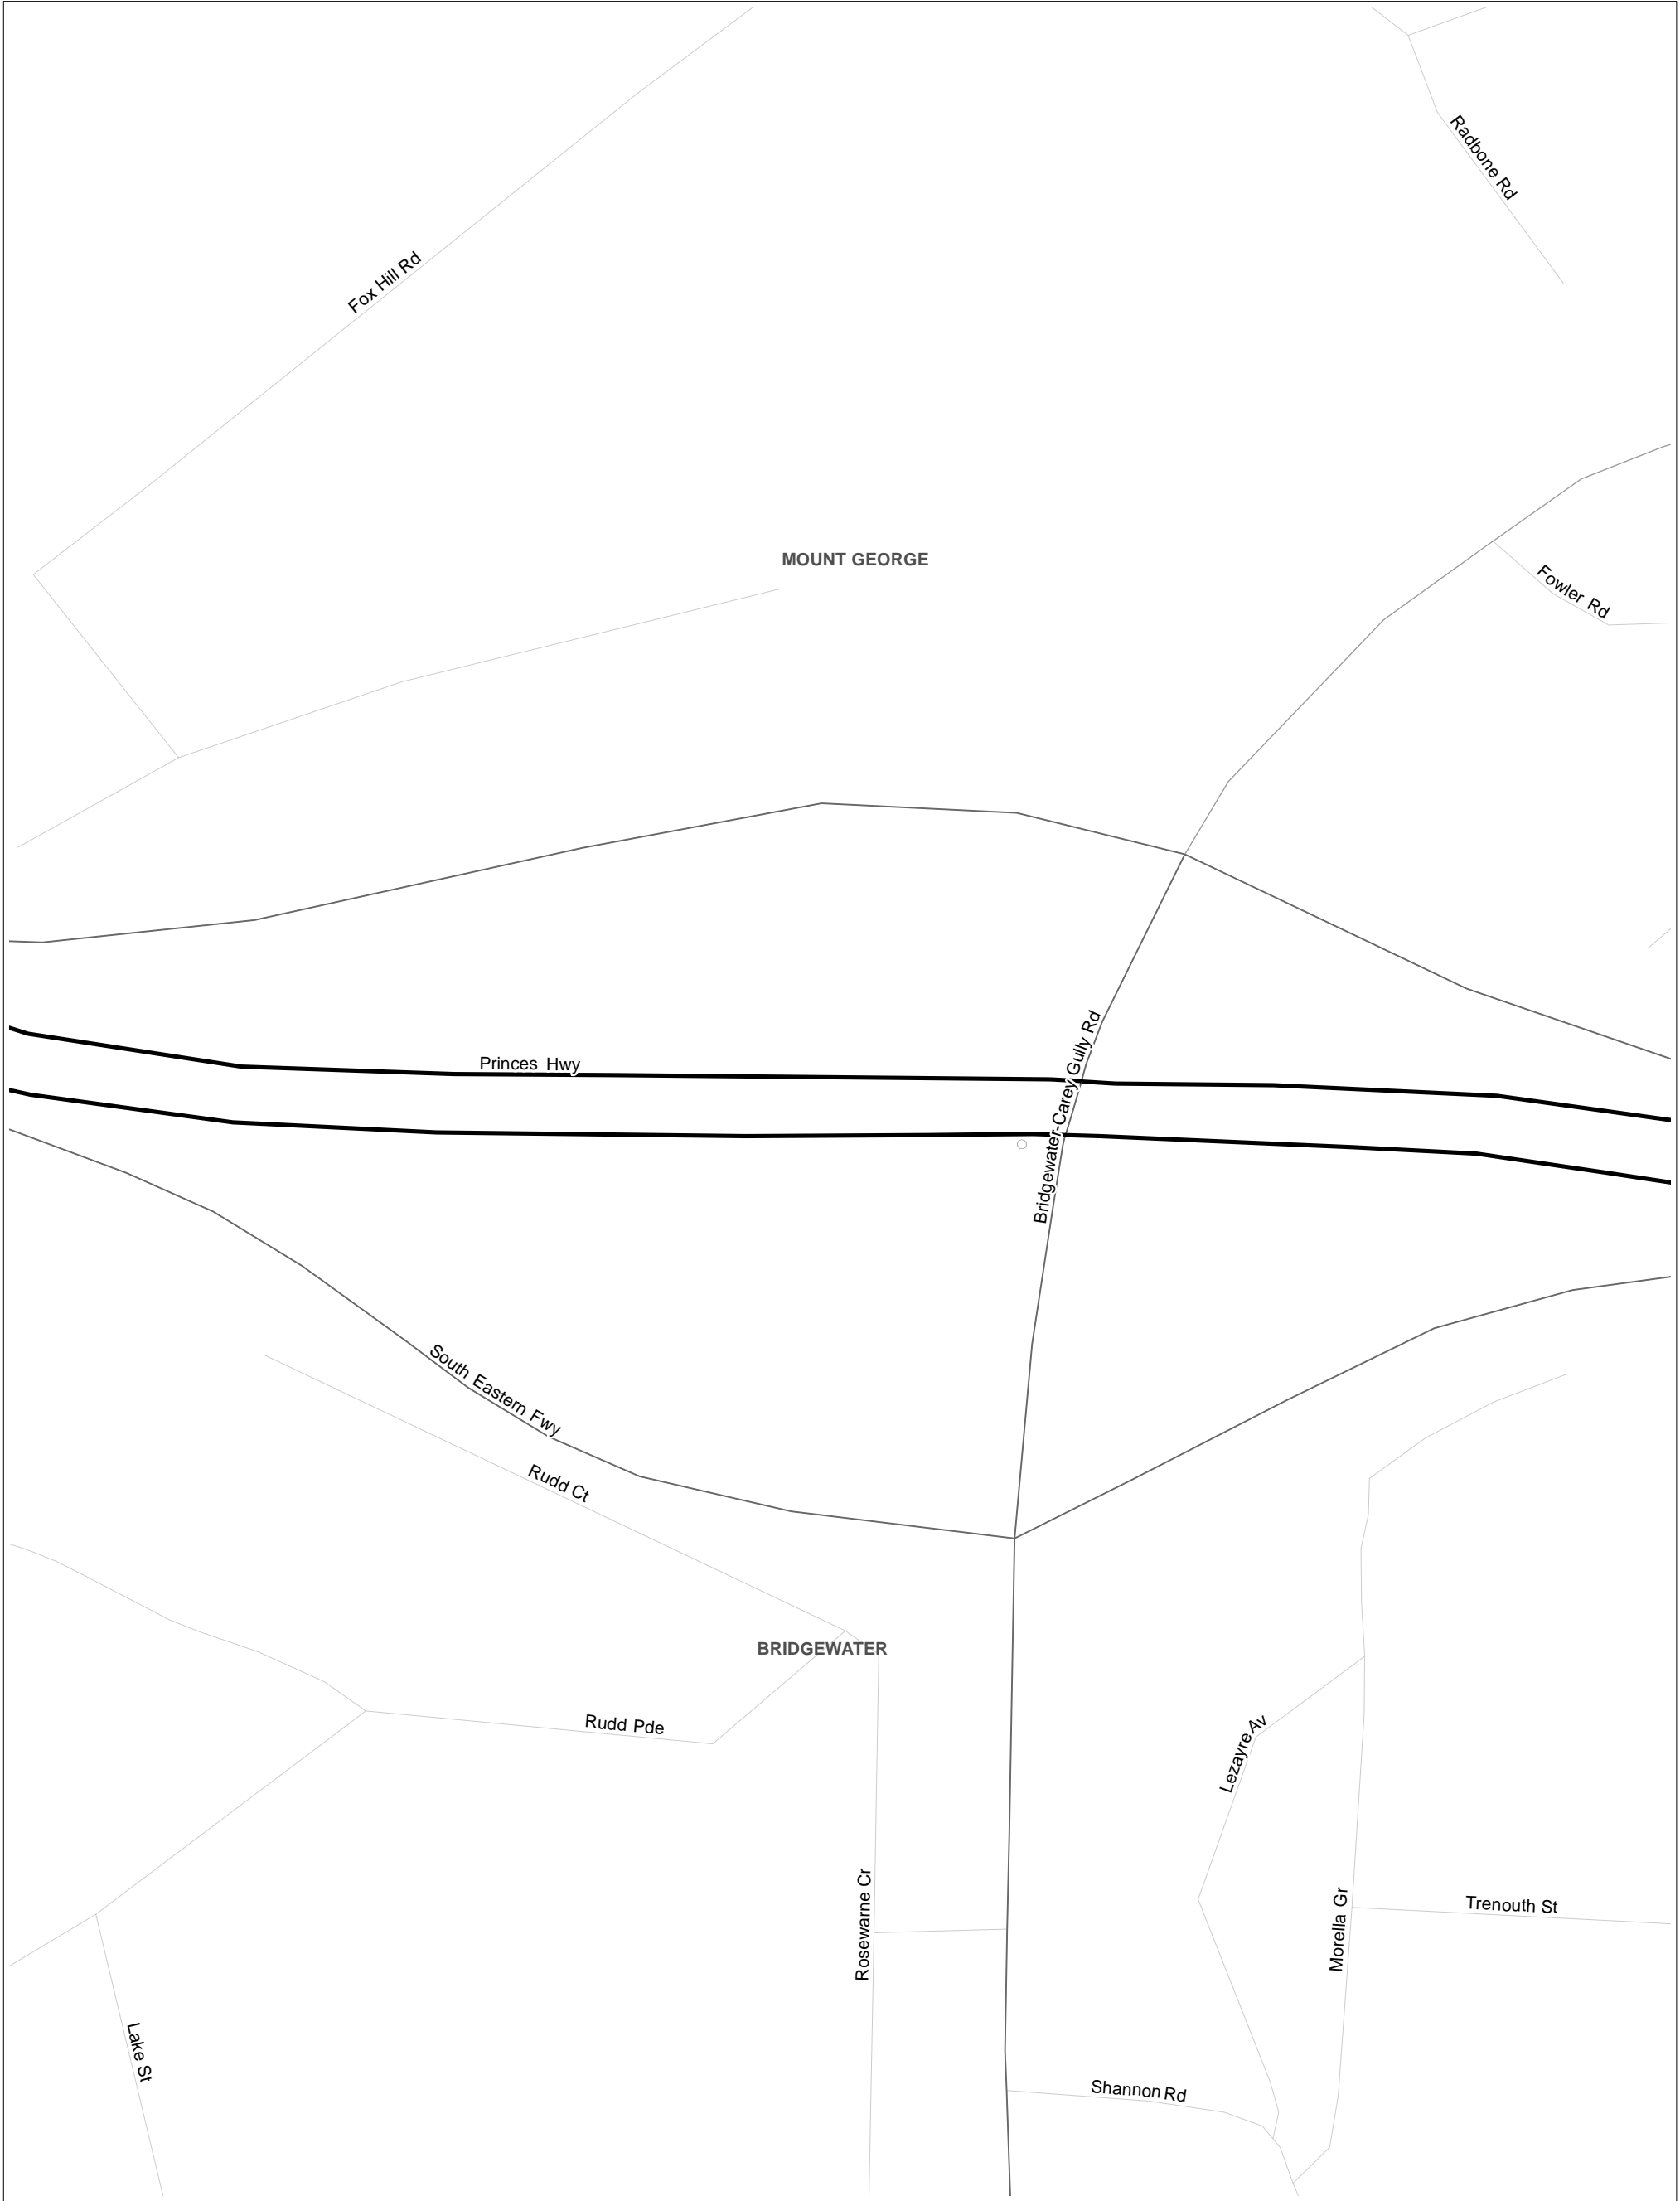 Radbone Rd
Fox Hill Rd
MOUNT GEORGE
Fowler Rd
Bridgewater-Carey Gully Rd
Princes Hwy
South Eastern Fwy
Rudd Ct
BRIDGEWATER
Rudd Pde
Lezayre Av
Rosewarne Cr
Morella Gr
Trenouth St
Lake St
Shannon Rd